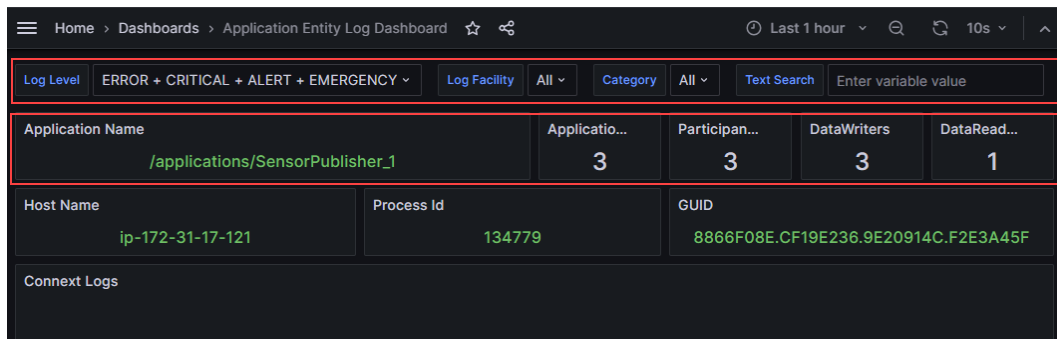 Home › Dashboards › Application Entity Log Dashboard Last 1 hour 10s
Log Level ERROR + CRITICAL + ALERT + EMERGENCY Log Facility All Category All Text Search Enter variable value
Application Name Applicatio... Participan... DataWriters DataRead...
/applications/SensorPublisher_1 3 3 3 1
Host Name Process Id GUID
ip-172-31-17-121 134779 8866F08E.CF19E236.9E20914C.F2E3A45F
Connext Logs